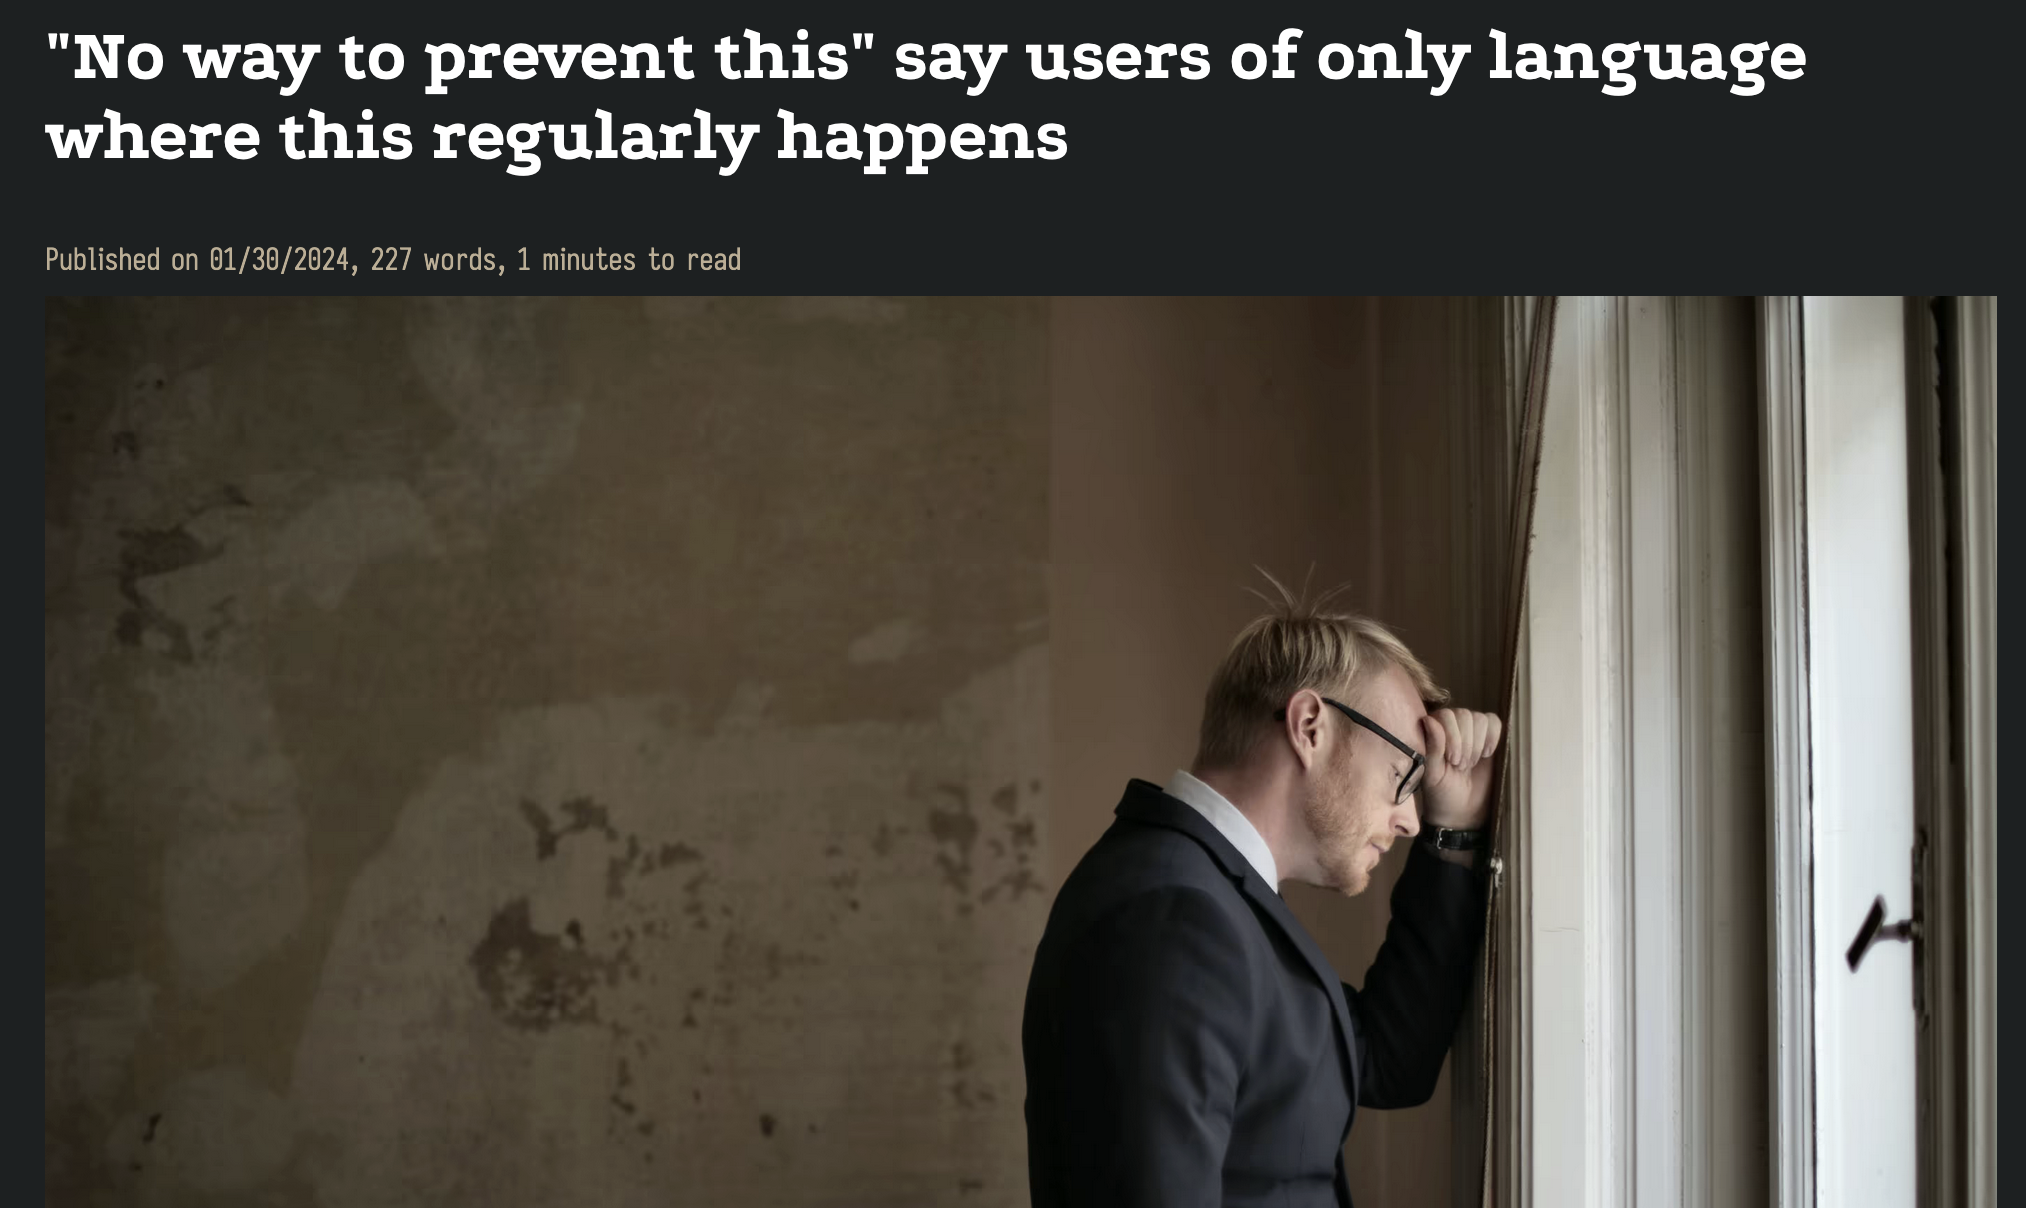 "No way to prevent this" say users of only language
where this regularly happens
Published on 01/30/2024, 227 words, 1 minutes to read